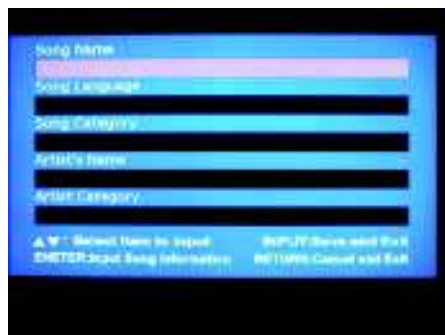 Song Name
Song Language
Song Category
Artist's Name
Artist Category
▲▼ : Select Item to Input INPUT:Save and Exit
ENETER:Input Song Information RETURN:Cancel and Exit